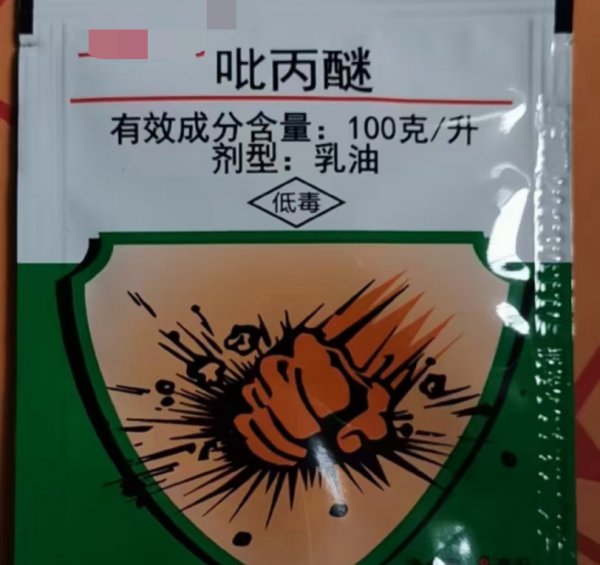 吡丙醚
有效成分含量：100克/升
剂型：乳油
低毒